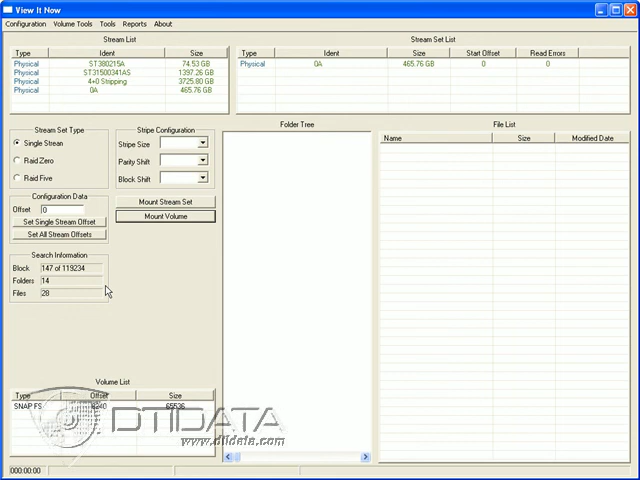 View It Now
Configuration Volume Tools Tools Reports About
Stream List
Type Ident Size
Physical ST380215A 74.53 GB
Physical ST31500341AS 1397.26 GB
Physical 4+0 Stripping 3725.80 GB
Physical 0A 465.76 GB
Stream Set List
Type Ident Size Start Offset Read Errors
Physical 0A 465.76 GB 0 0
Stream Set Type
Single Strean
Raid Zero
Raid Five
Stripe Configuration
Stripe Size
Parity Shift
Block Shift
Configuration Data
Offset 0
Set Single Stream Offset
Set All Stream Offsets
Mount Stream Set
Mount Volume
Search Information
Block 147 of 119234
Folders 14
Files 28
Folder Tree
File List
Name Size Modified Date
Volume List
Type Offset Size
SNAP FS 65536
DTIDATA
www.dtidata.com
000:00:00